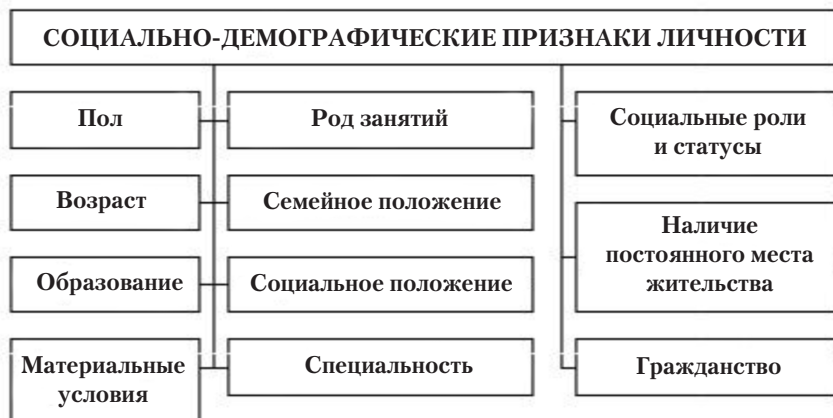 СОЦИАЛЬНО-ДЕМОГРАФИЧЕСКИЕ ПРИЗНАКИ ЛИЧНОСТИ
Пол
Род занятий
Социальные роли
и статусы
Возраст
Семейное положение
Наличие
постоянного места
жительства
Образование
Социальное положение
Материальные
условия
Специальность
Гражданство